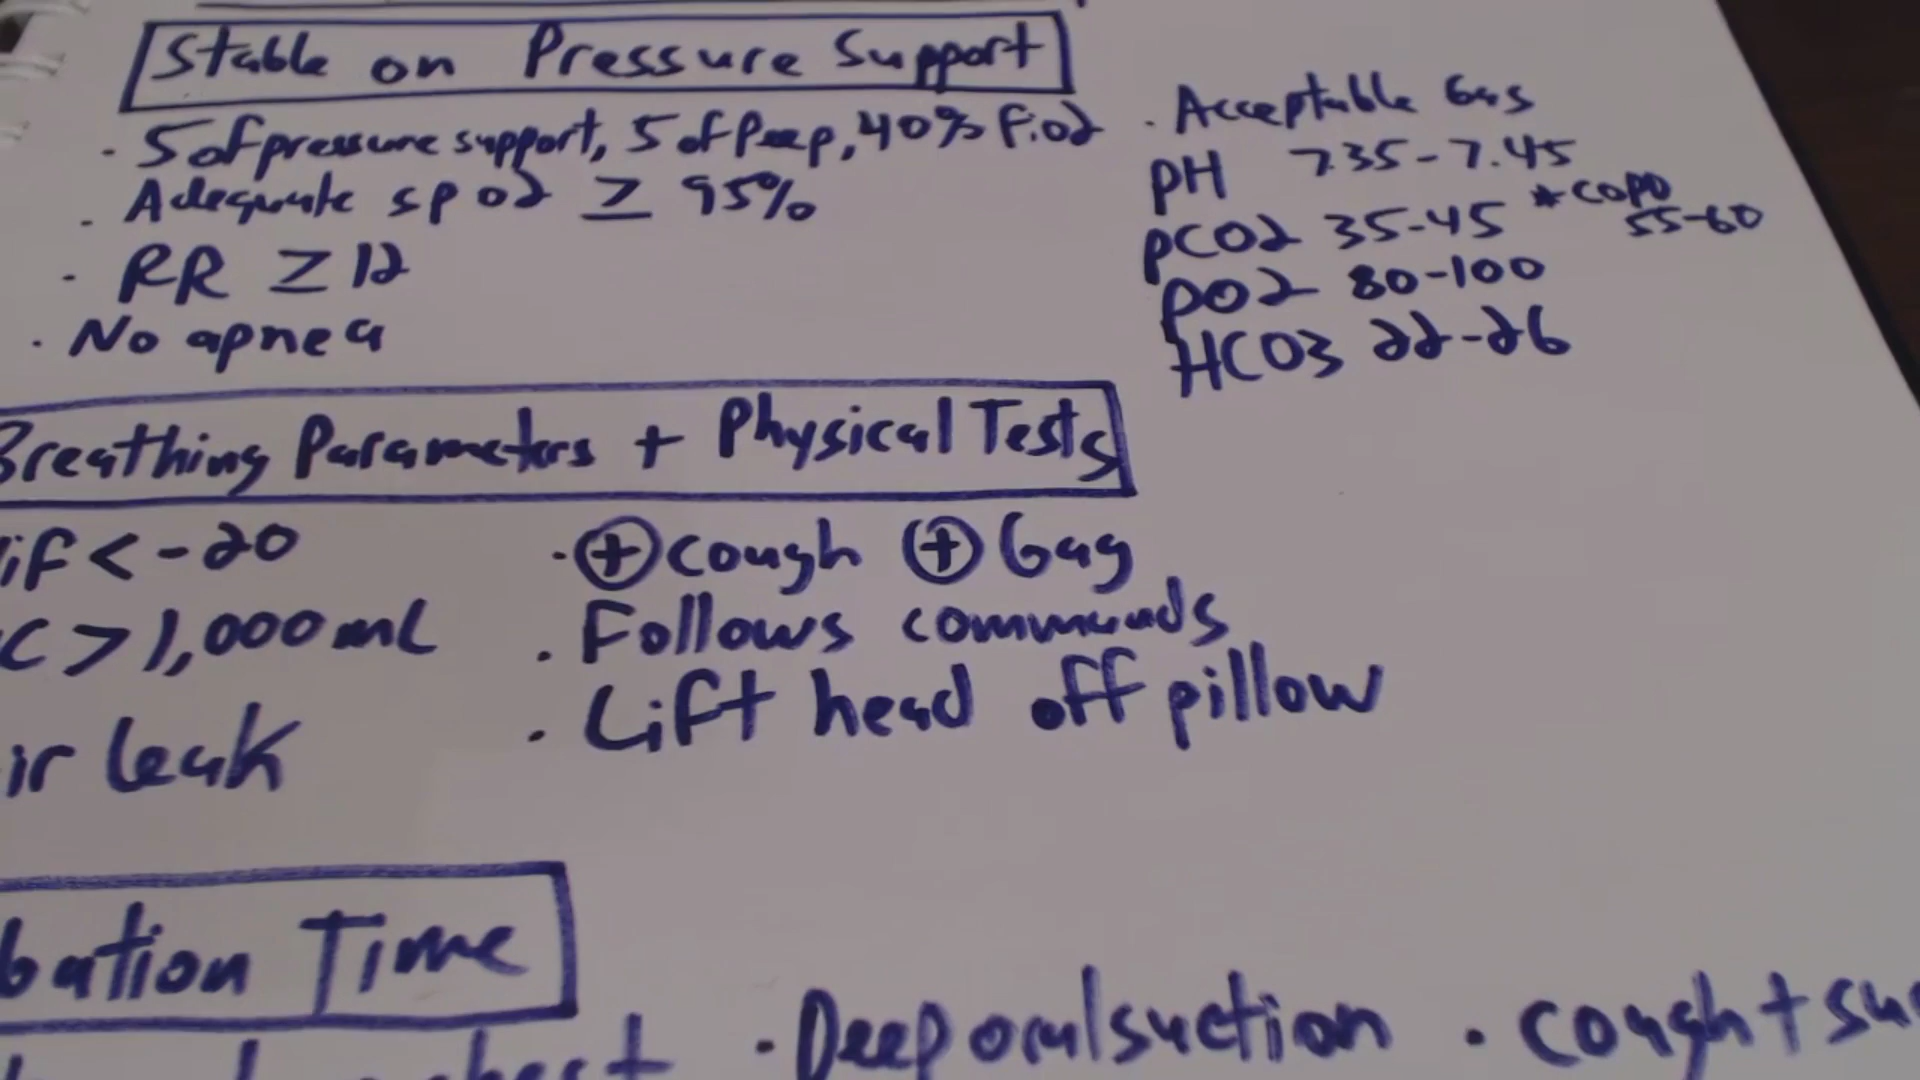 Stable on Pressure Support
· 5 of pressure support, 5 of Peep, 40% Fio2
· Adequate spo2 ≥ 95%
· RR ≥ 12
· No apnea
· Acceptable Gas
pH 7.35-7.45
pCO2 35-45 *COPD 55-60
PO2 80-100
HCO3 22-26
Breathing Parameters + Physical Tests
if < -20
C > 1,000 mL
ir leak
· ⊕ cough ⊕ Gag
· Follows commands
· Lift head off pillow
bation Time
· Deep oral suction · cough + su